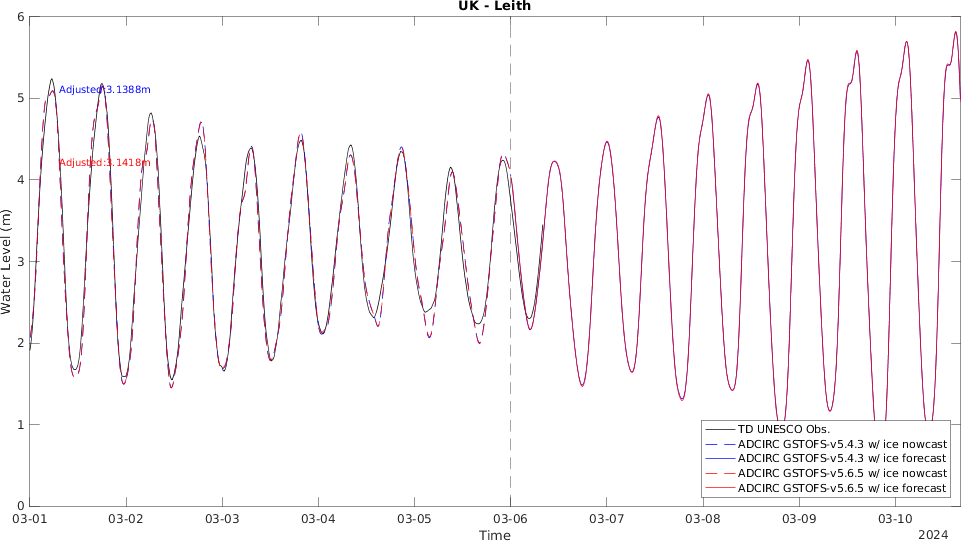 UK - Leith
6
5
4
3
2
1
0
Water Level (m)
Adjusted:3.1388m
Adjusted:3.1418m
TD UNESCO Obs.
ADCIRC GSTOFS-v5.4.3 w/ ice nowcast
ADCIRC GSTOFS-v5.4.3 w/ ice forecast
ADCIRC GSTOFS-v5.6.5 w/ ice nowcast
ADCIRC GSTOFS-v5.6.5 w/ ice forecast
03-01 03-02 03-03 03-04 03-05 03-06 03-07 03-08 03-09 03-10
Time
2024